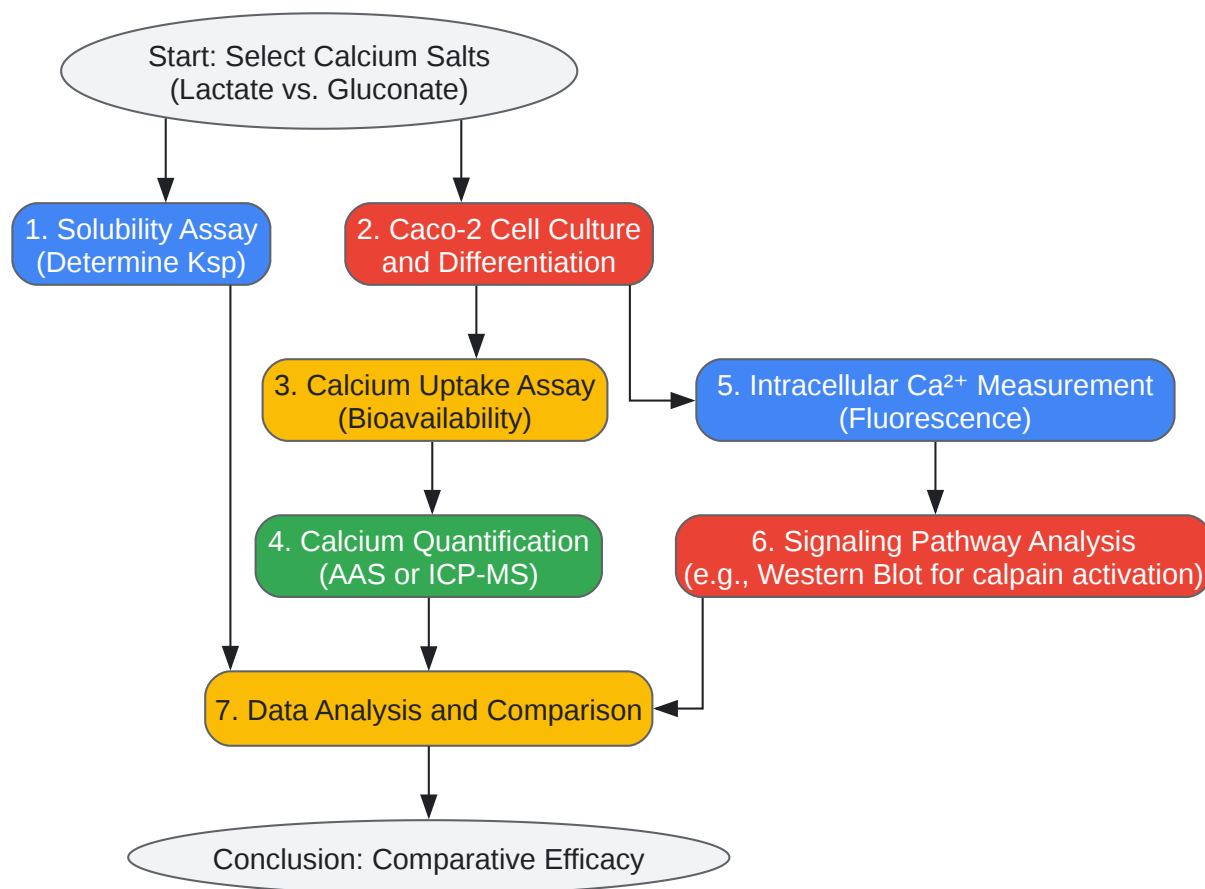 Start: Select Calcium Salts
(Lactate vs. Gluconate)
1. Solubility Assay
(Determine Ksp)
2. Caco-2 Cell Culture
and Differentiation
3. Calcium Uptake Assay
(Bioavailability)
5. Intracellular Ca²⁺ Measurement
(Fluorescence)
4. Calcium Quantification
(AAS or ICP-MS)
6. Signaling Pathway Analysis
(e.g., Western Blot for calpain activation)
7. Data Analysis and Comparison
Conclusion: Comparative Efficacy